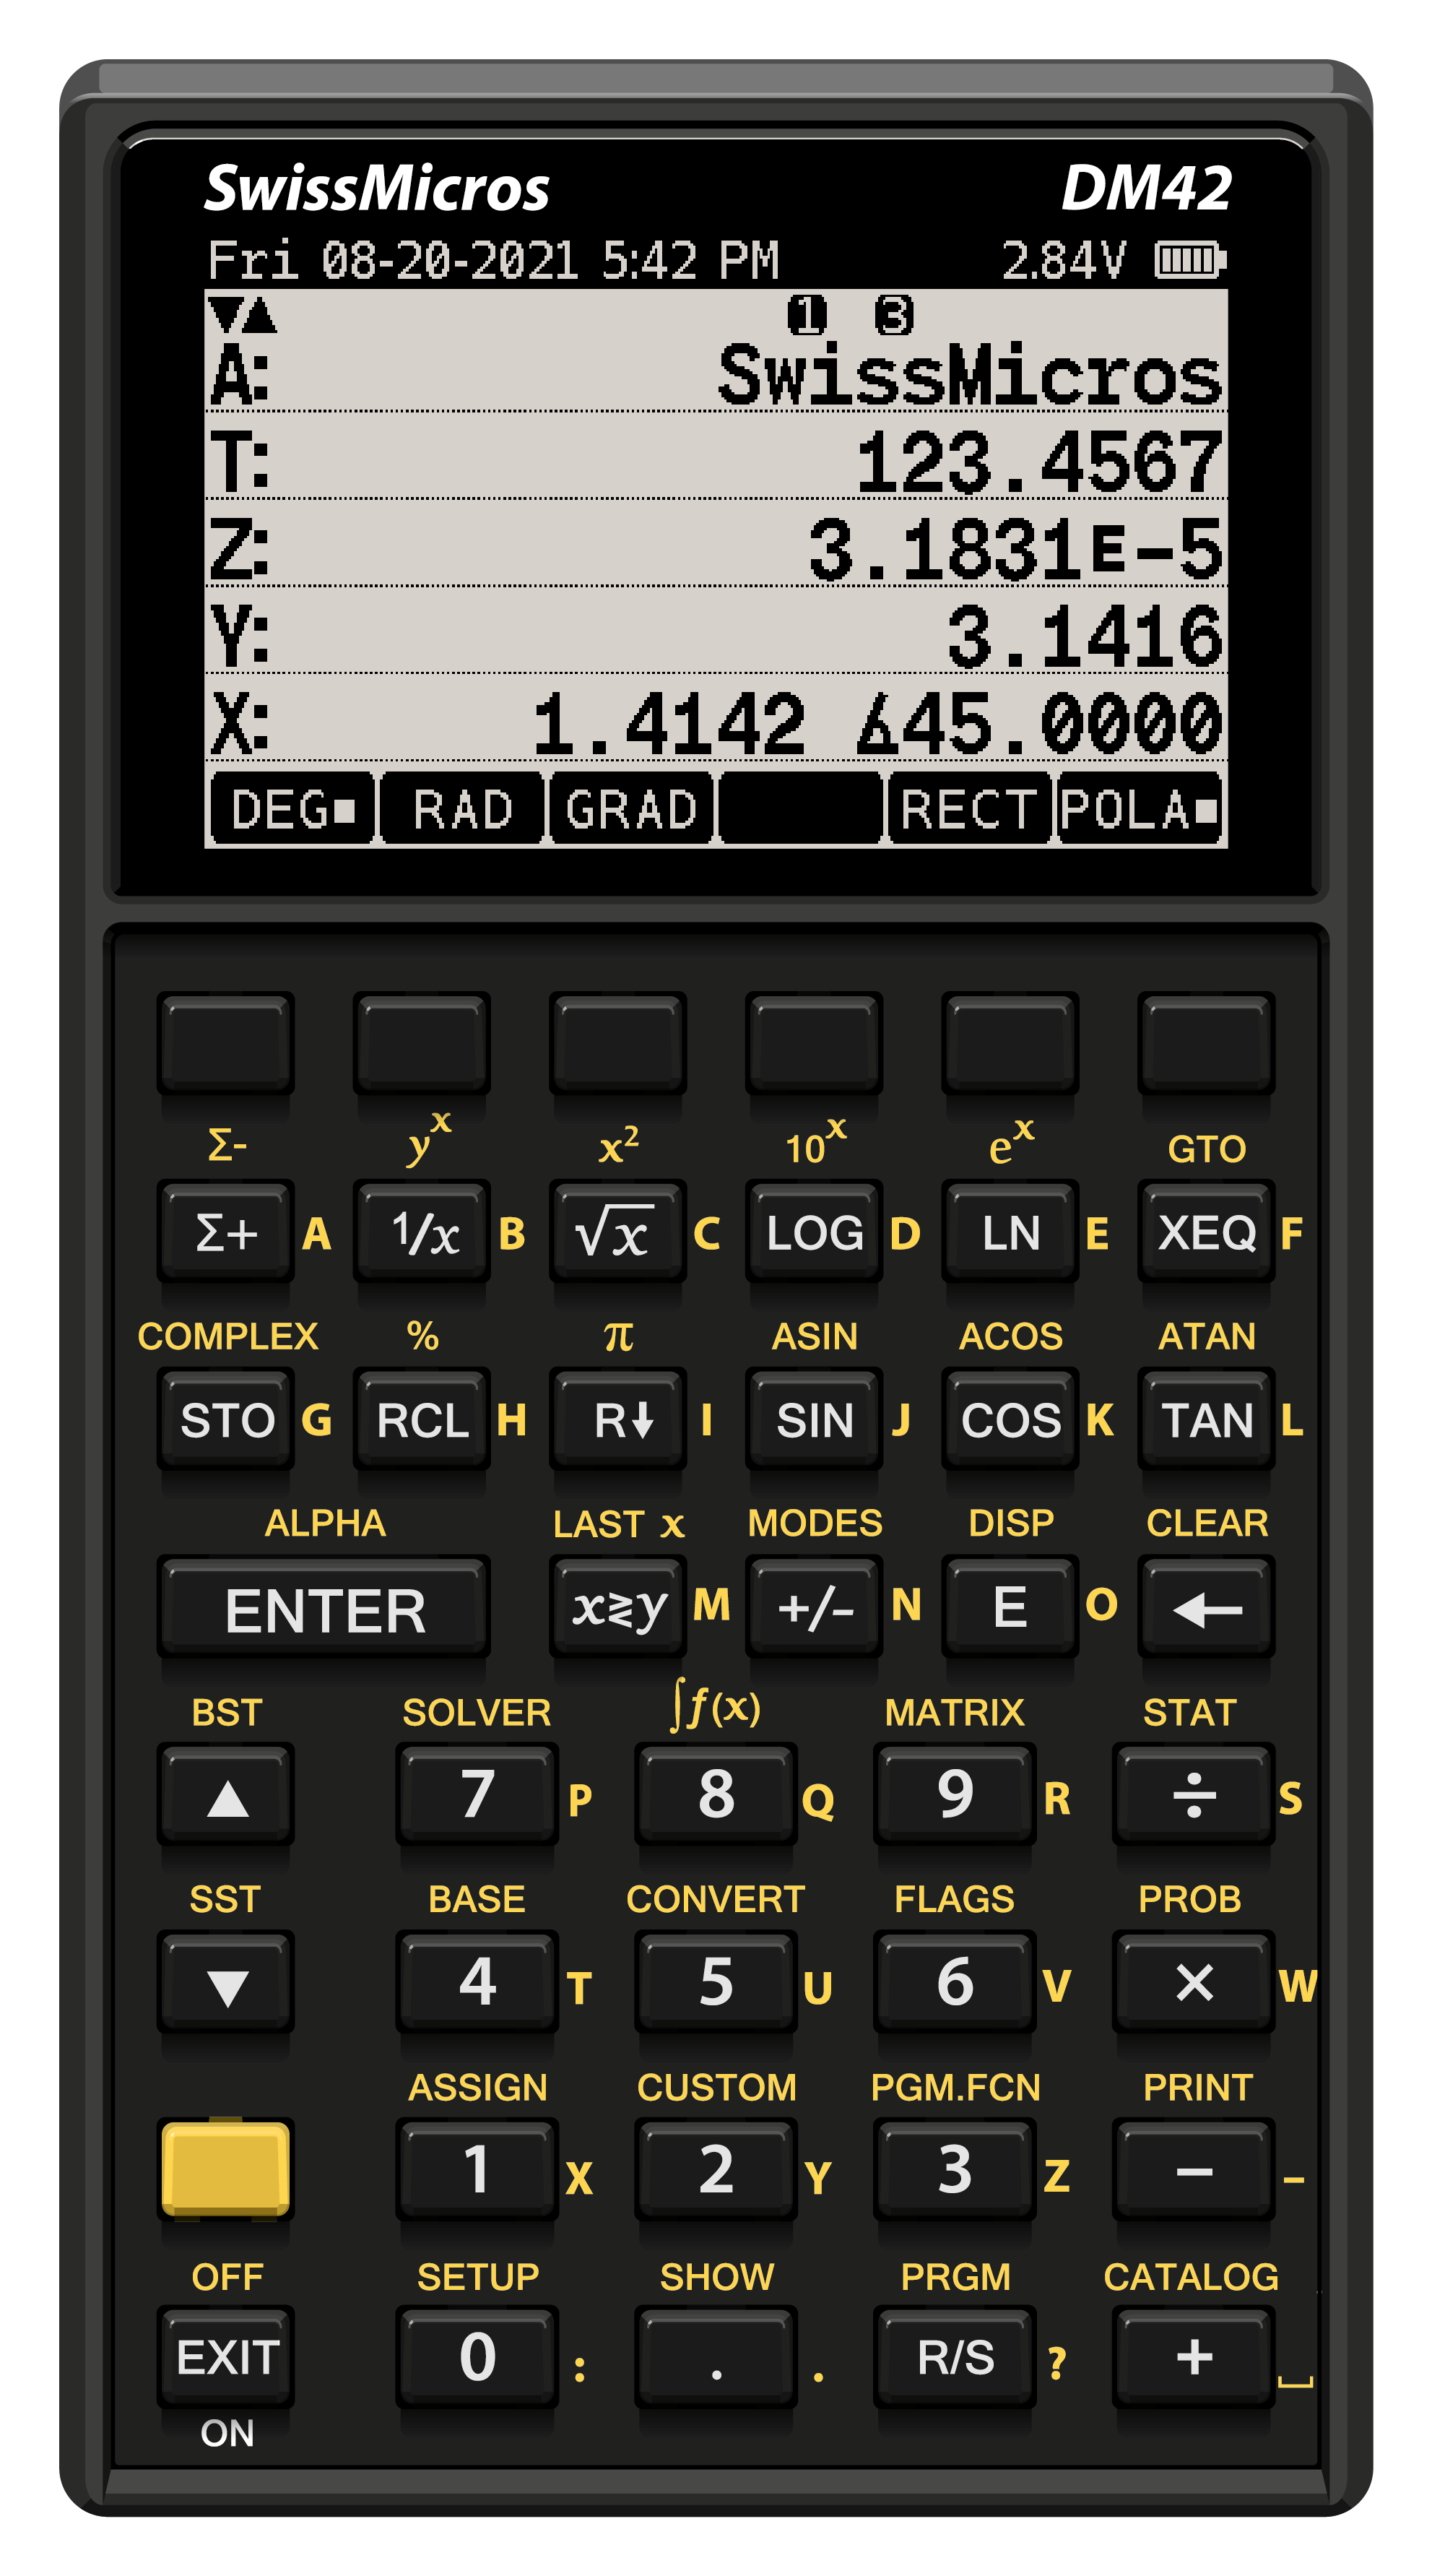 SwissMicros DM42
Fri 08-20-2021 5:42 PM 2.84V
▼▲ 1 3
A: SwissMicros
T: 123.4567
Z: 3.1831E-5
Y: 3.1416
X: 1.4142 ∡45.0000
DEG■ RAD GRAD RECT POLA■
Σ- yˣ x² 10ˣ eˣ GTO
Σ+ A 1/x B √x C LOG D LN E XEQ F
COMPLEX % π ASIN ACOS ATAN
STO G RCL H R↓ I SIN J COS K TAN L
ALPHA LAST x MODES DISP CLEAR
ENTER x≷y M +/- N E O ←
BST SOLVER ∫f(x) MATRIX STAT
▲ 7 P 8 Q 9 R ÷ S
SST BASE CONVERT FLAGS PROB
▼ 4 T 5 U 6 V × W
ASSIGN CUSTOM PGM.FCN PRINT
1 X 2 Y 3 Z − –
OFF SETUP SHOW PRGM CATALOG
EXIT 0 : . . R/S ? + ⎵
ON